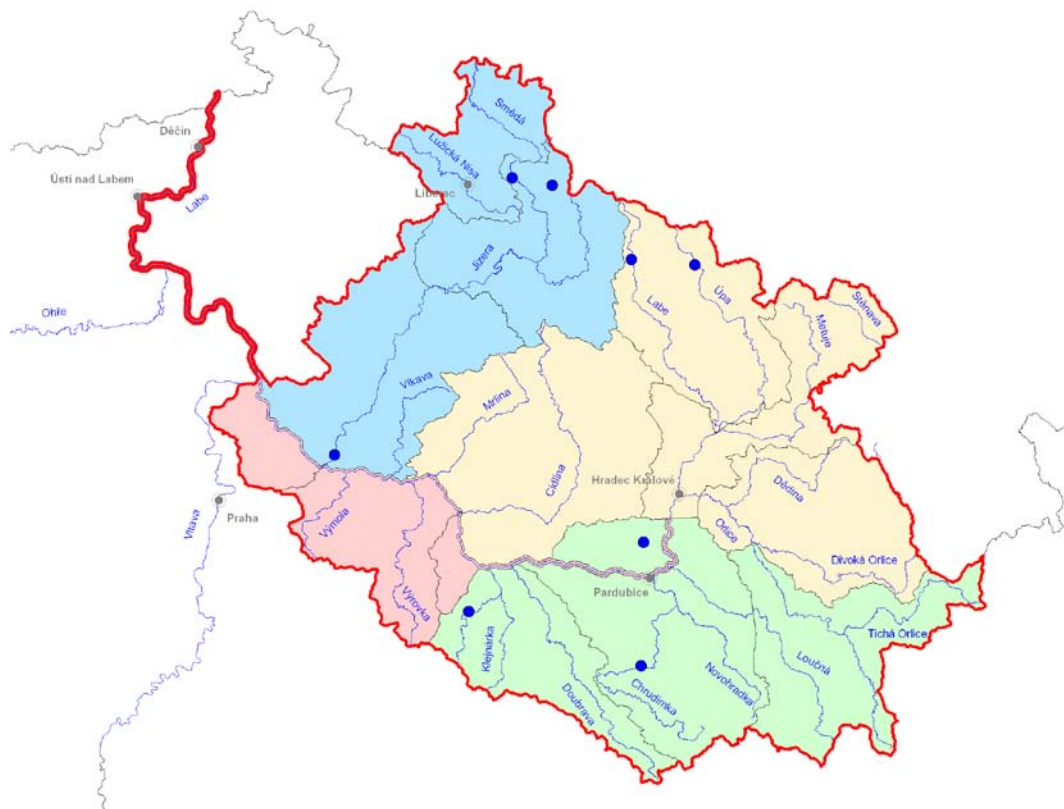 Smědá
Děčín
Lužická Nisa
Ústí nad Labem
Liberec
Labe
Jizera
Stěnava
Úpa
Labe
Metuje
Ohře
Vlkava
Mrlina
Cidlina
Hradec Králové
Dědina
Praha
Výmola
Orlice
Vltava
Divoká Orlice
Výrovka
Pardubice
Tichá Orlice
Klejnárka
Loučná
Novohradka
Chrudimka
Doubrava